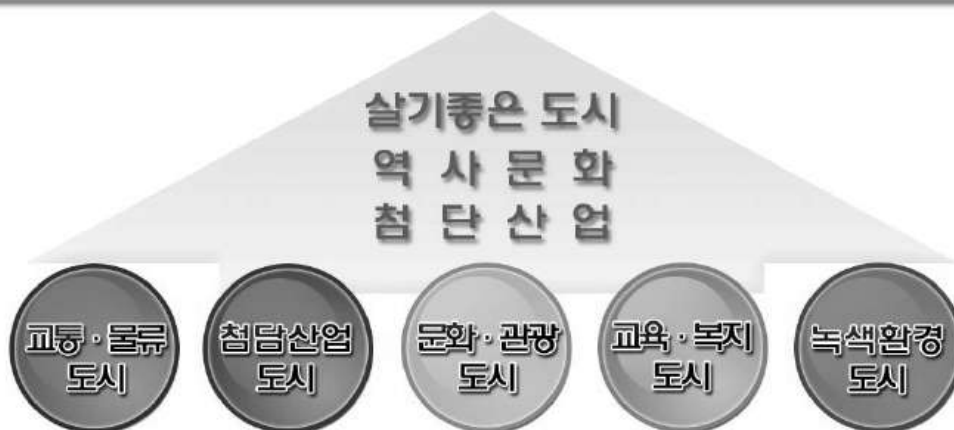 살기좋은 도시
역 사 문 화
첨 단 산 업
교통·물류
도시
첨담산업
도시
문화·관광
도시
교육·복지
도시
녹색환경
도시